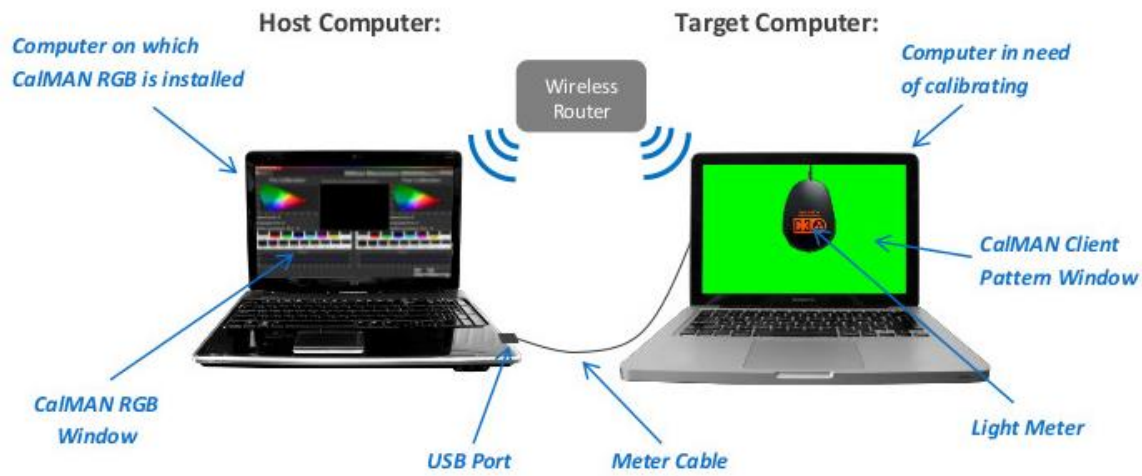 Host Computer:
Target Computer:
Computer on which
CalMAN RGB is installed
Wireless
Router
Computer in need
of calibrating
C3
CalMAN Client
Pattern Window
CalMAN RGB
Window
USB Port
Meter Cable
Light Meter